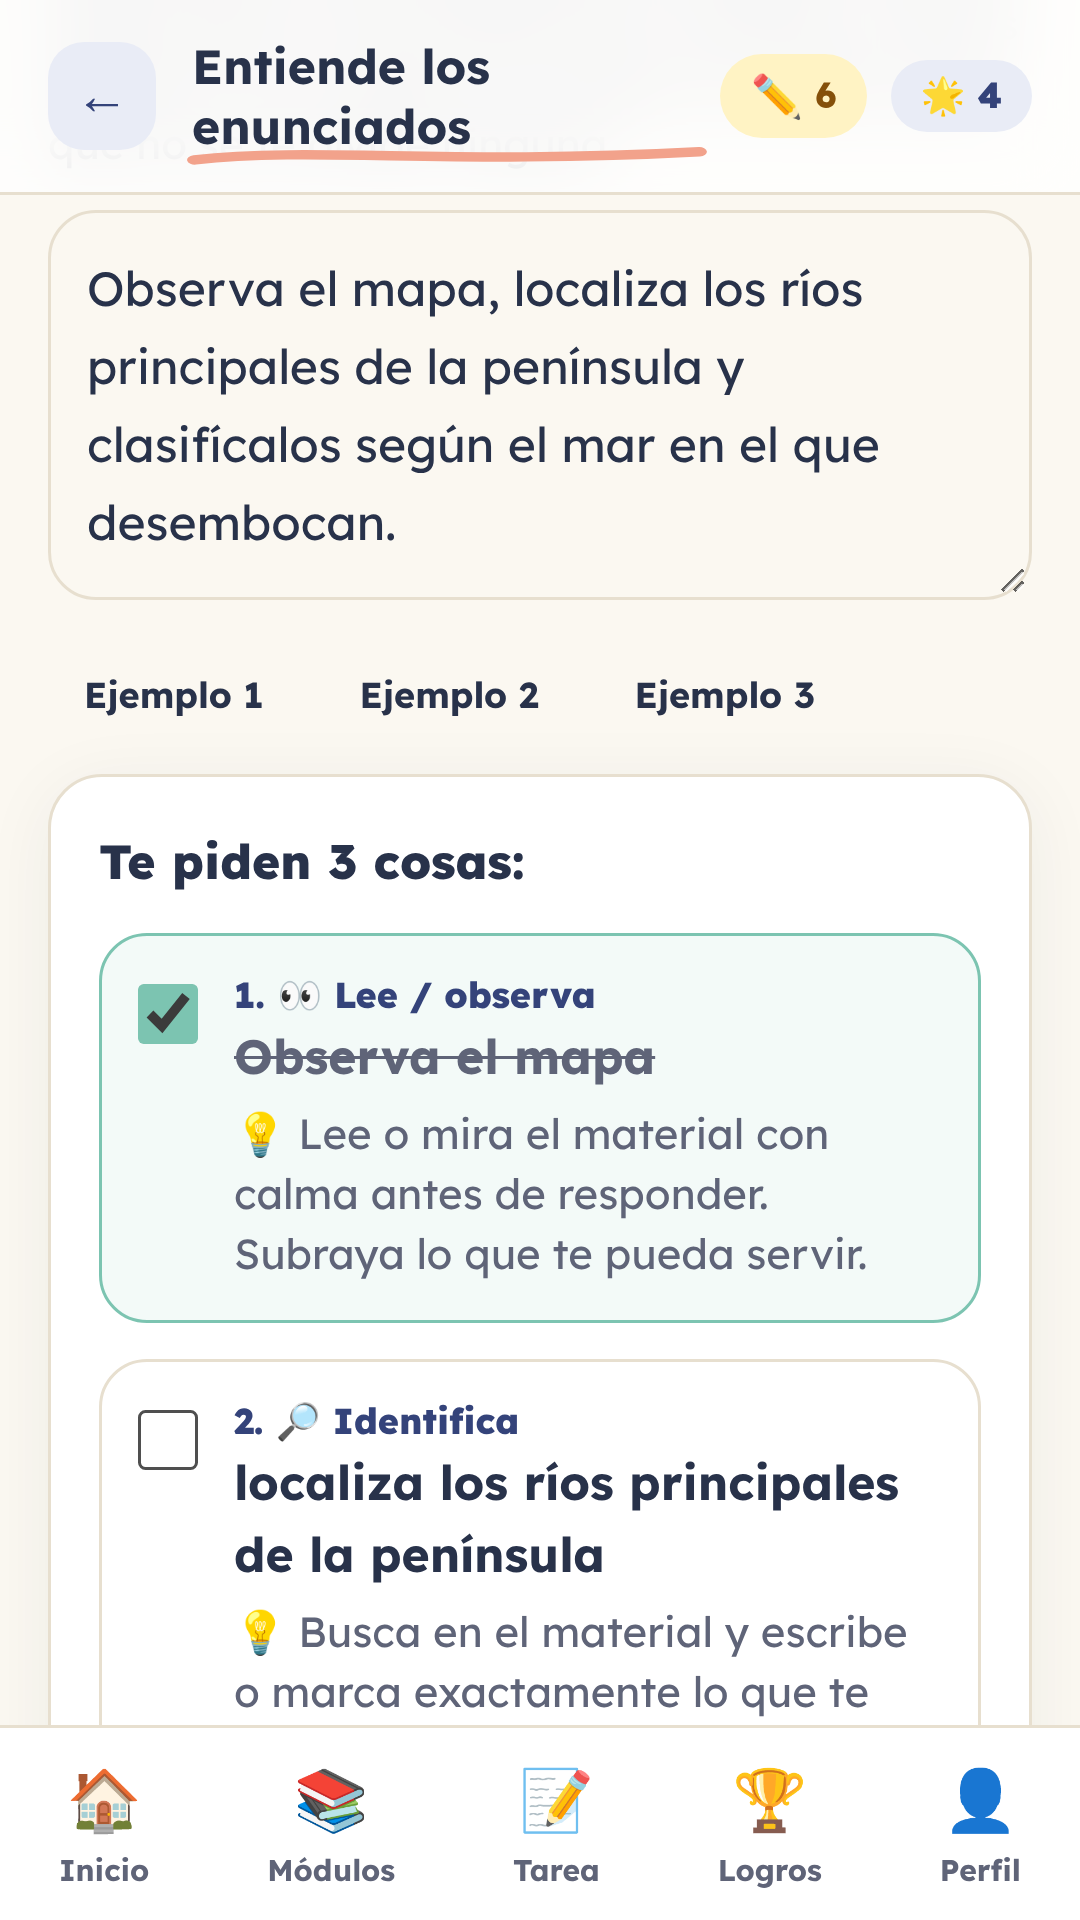 Entiende los
enunciados
6
4
Observa el mapa, localiza los ríos
principales de la península y
clasifícalos según el mar en el que
desembocan.
Ejemplo 1
Ejemplo 2
Ejemplo 3
Te piden 3 cosas:
1. 👀 Lee / observa
Observa el mapa
💡 Lee o mira el material con
calma antes de responder.
Subraya lo que te pueda servir.
2. 🔎 Identifica
localiza los ríos principales
de la península
💡 Busca en el material y escribe
o marca exactamente lo que te
Inicio
Módulos
Tarea
Logros
Perfil